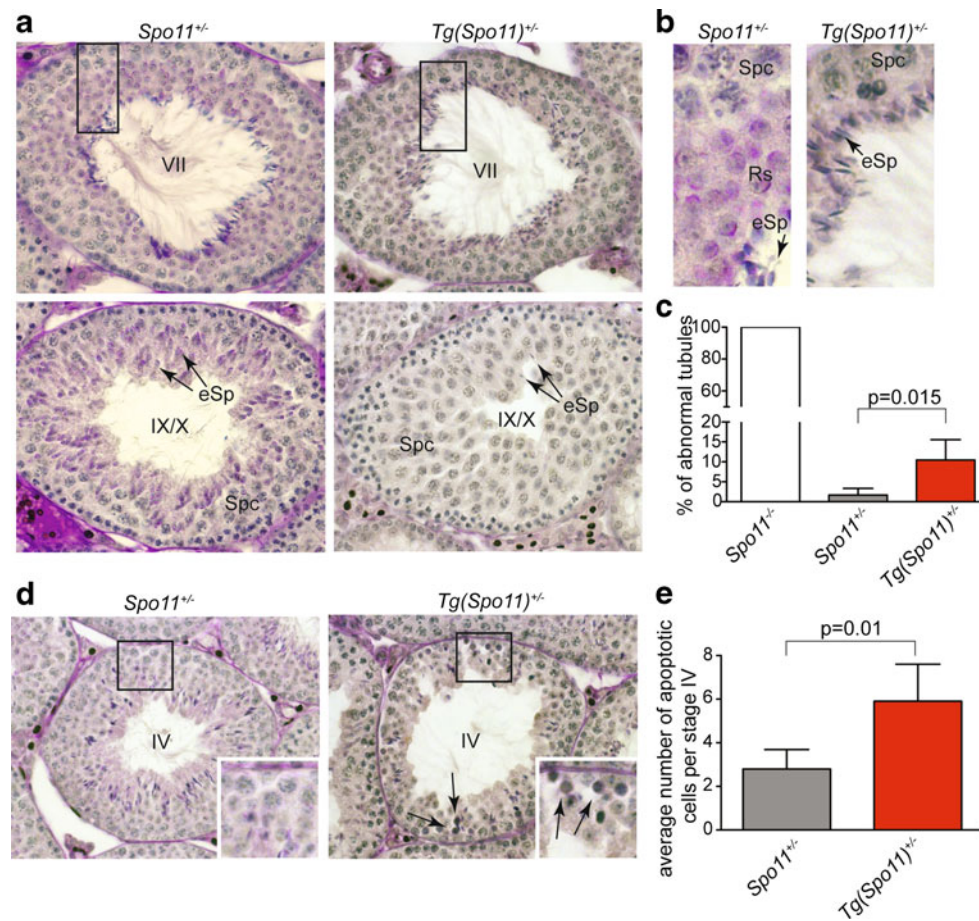 a
Spo11+/-
Tg(Spo11)+/-
VII
VII
eSp
IX/X
Spc
eSp
IX/X
Spc
b
Spo11+/-
Tg(Spo11)+/-
Spc
Rs
eSp
Spc
eSp
c
% of abnormal tubules
100
80
60
20
15
10
5
0
p=0.015
Spo11-/-
Spo11+/-
Tg(Spo11)+/-
d
Spo11+/-
Tg(Spo11)+/-
IV
IV
e
average number of apoptotic
cells per stage IV
8
6
4
2
0
p=0.01
Spo11+/-
Tg(Spo11)+/-